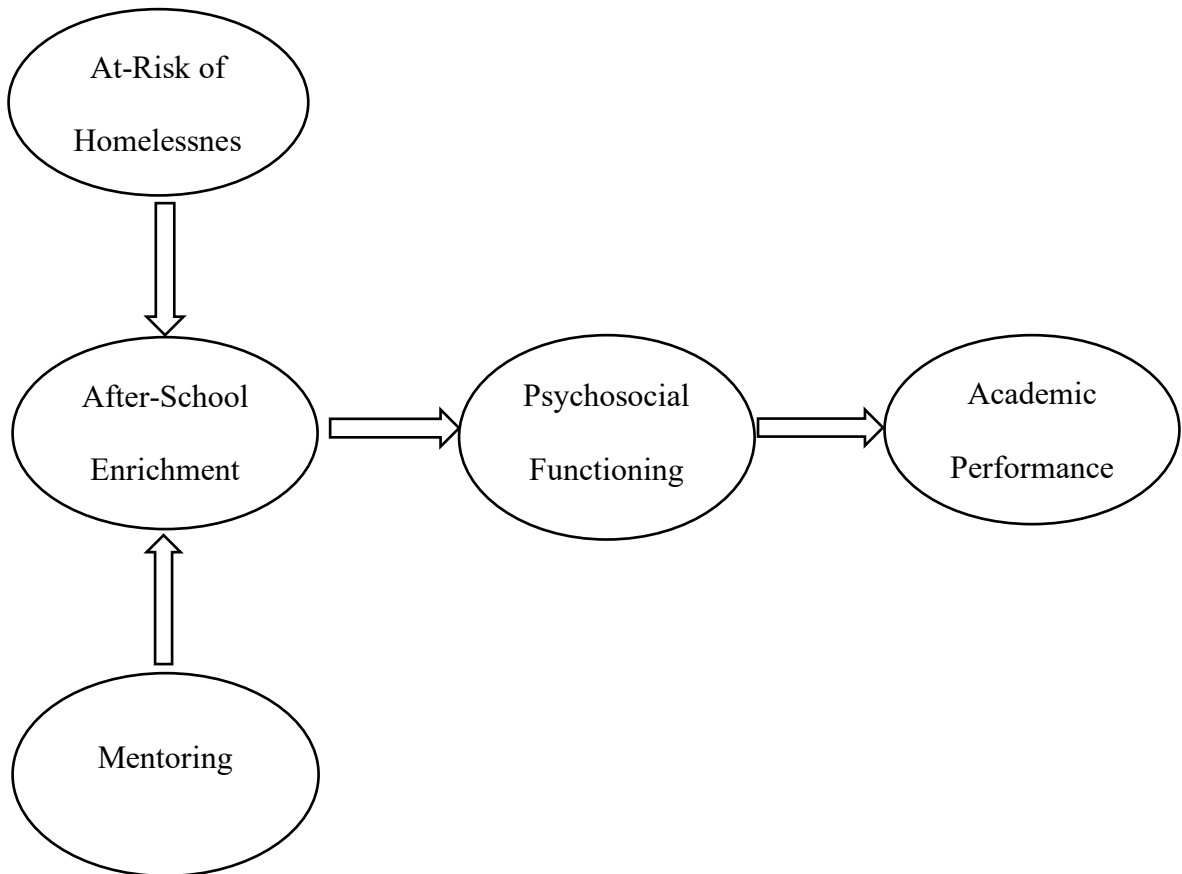 At-Risk of
Homelessnes
After-School
Enrichment
Psychosocial
Functioning
Academic
Performance
Mentoring